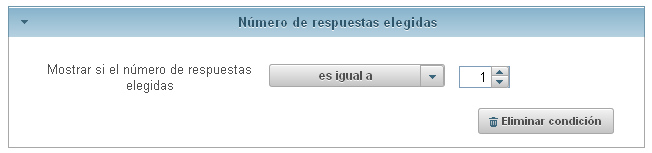 Número de respuestas elegidas
Mostrar si el número de respuestas
elegidas
es igual a
1
Eliminar condición